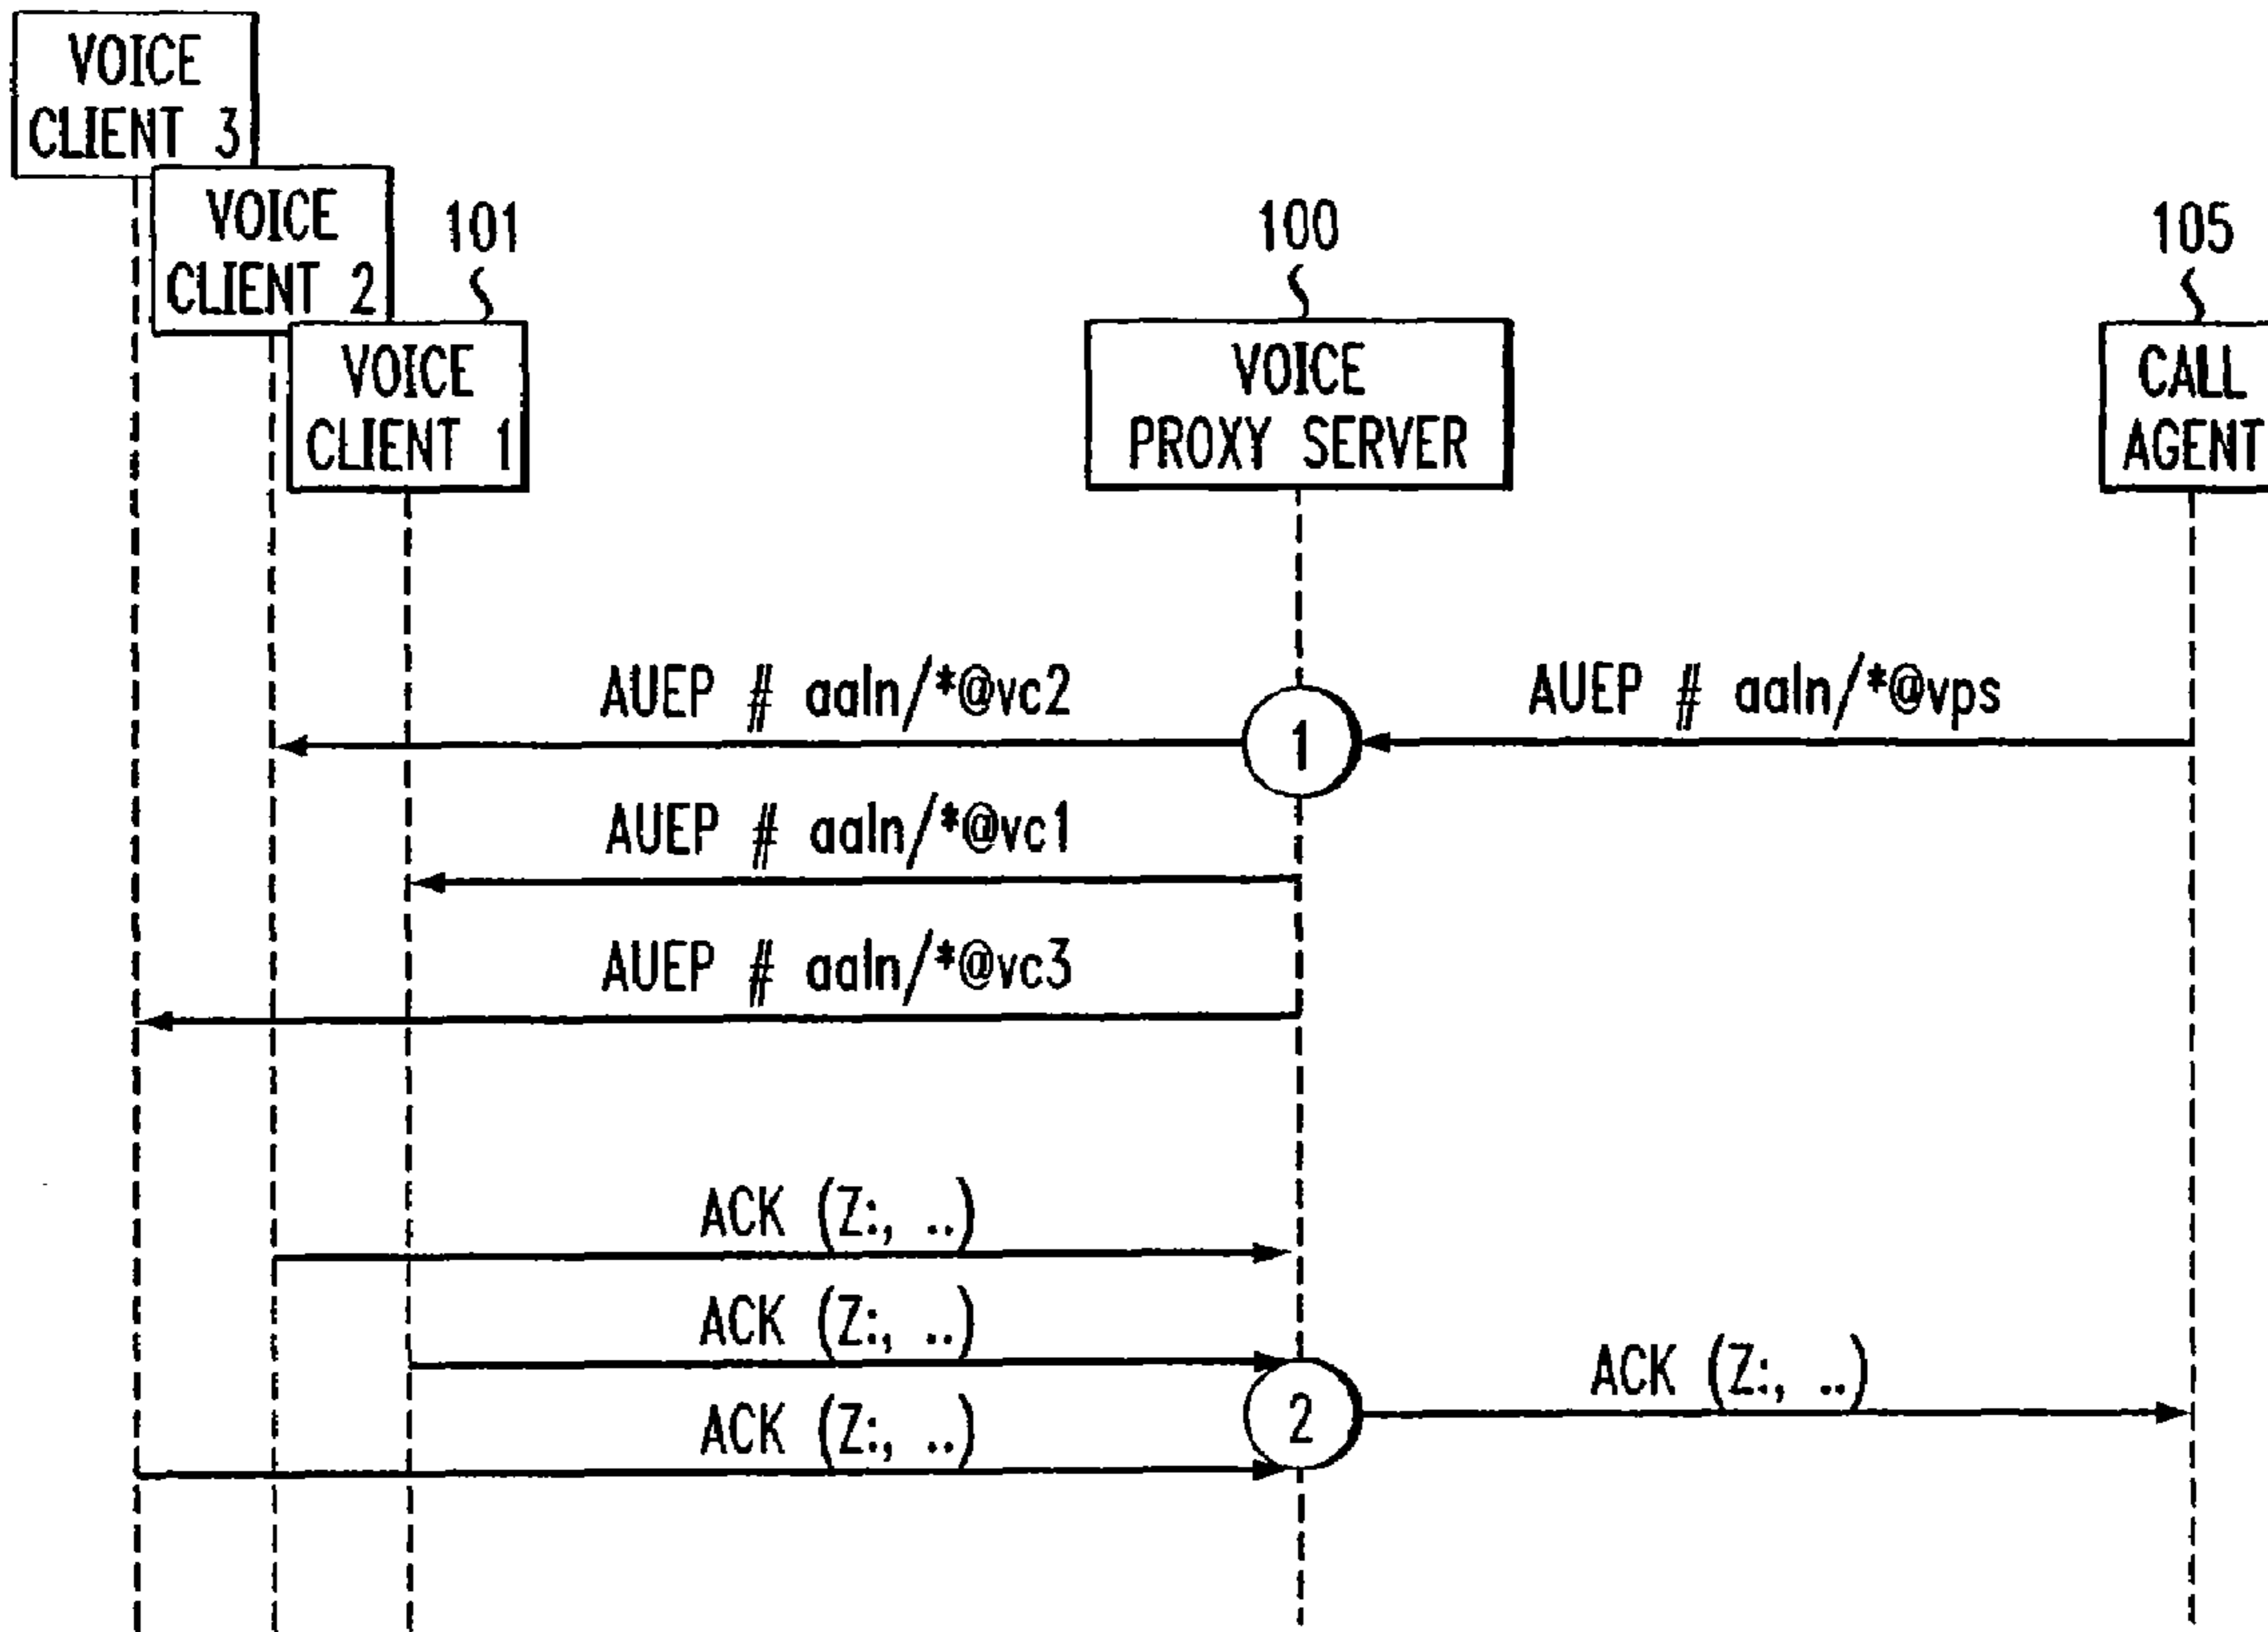 VOICE
CLIENT 3
VOICE
CLIENT 2
101
VOICE
CLIENT 1
100
VOICE
PROXY SERVER
105
CALL
AGENT
AUEP # aaln/*@vc2
1
AUEP # aaln/*@vps
AUEP # aaln/*@vc1
AUEP # aaln/*@vc3
ACK (Z:, ..)
ACK (Z:, ..)
ACK (Z:, ..)
2
ACK (Z:, ..)